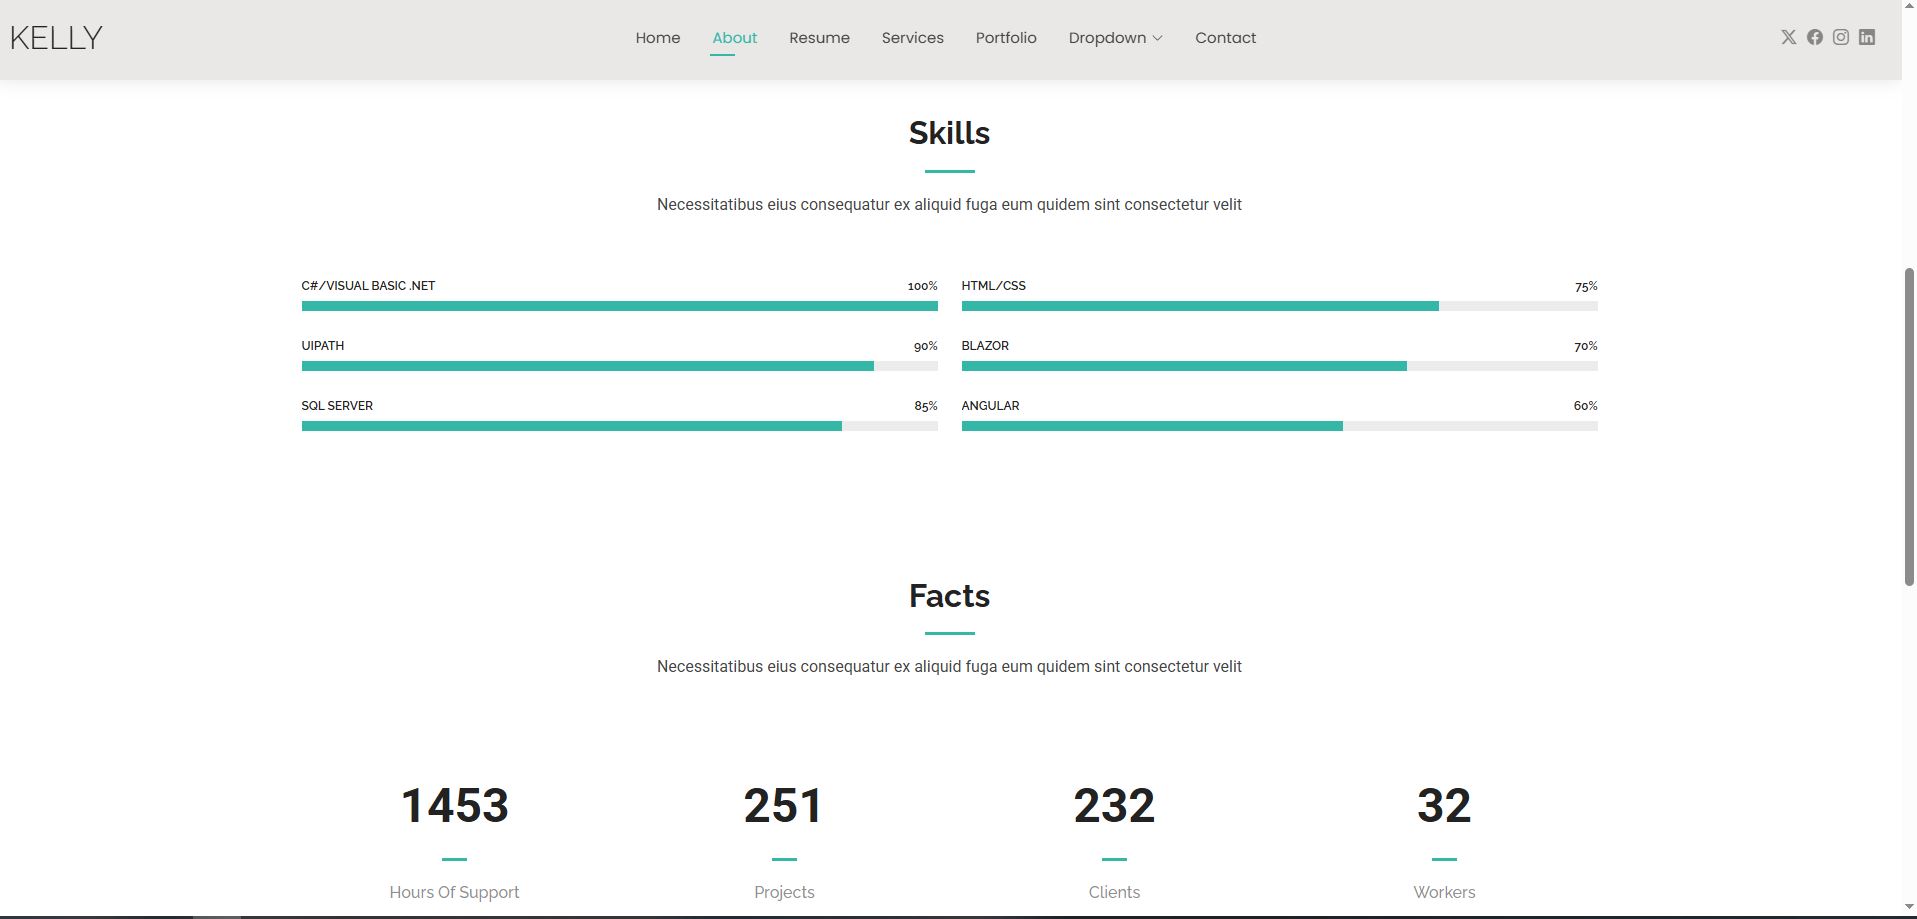 KELLY
Home About Resume Services Portfolio Dropdown Contact
Skills
Necessitatibus eius consequatur ex aliquid fuga eum quidem sint consectetur velit
C#/VISUAL BASIC .NET 100% HTML/CSS 75%
UIPATH 90% BLAZOR 70%
SQL SERVER 85% ANGULAR 60%
Facts
Necessitatibus eius consequatur ex aliquid fuga eum quidem sint consectetur velit
1453 251 232 32
Hours Of Support Projects Clients Workers